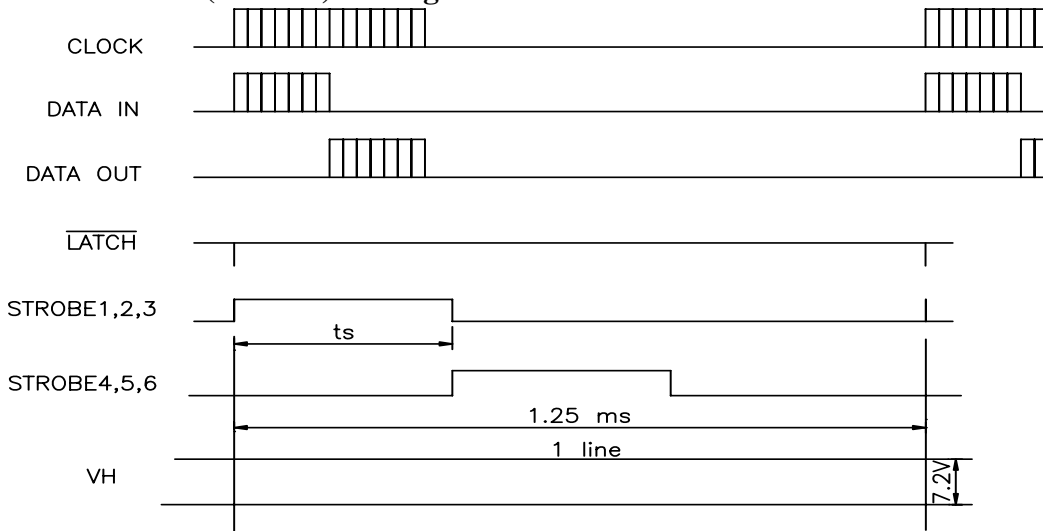 CLOCK
DATA IN
DATA OUT
LATCH
STROBE1,2,3
ts
STROBE4,5,6
1.25 ms
1 line
VH
7.2V